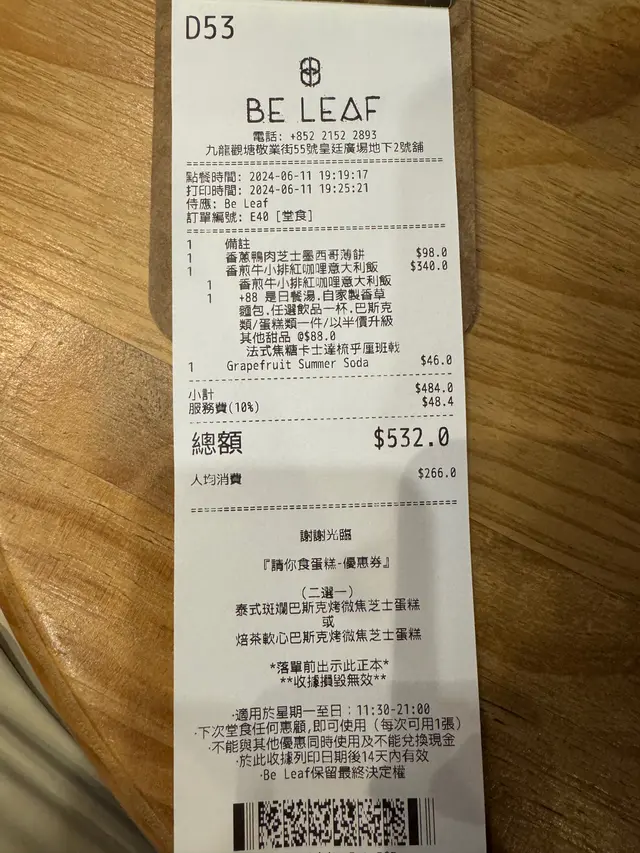 D53
BE LEAF
電話: +852 2152 2893
九龍觀塘敬業街55號皇廷廣場地下2號舖
點餐時間: 2024-06-11 19:19:17
打印時間: 2024-06-11 19:25:21
侍應: Be Leaf
訂單編號: E40 [堂食]
1 備註
1 香蔥鴨肉芝士墨西哥薄餅 $98.0
1 香煎牛小排紅咖哩意大利飯 $340.0
1 香煎牛小排紅咖哩意大利飯
1 +88 是日餐湯.自家製香草
麵包.任選飲品一杯.巴斯克
類/蛋糕類一件/以半價升級
其他甜品 @$88.0
法式焦糖卡士達梳乎厘班戟
1 Grapefruit Summer Soda $46.0
小計 $484.0
服務費(10%) $48.4
總額 $532.0
人均消費 $266.0
謝謝光臨
『請你食蛋糕-優惠券』
(二選一)
泰式斑斕巴斯克烤微焦芝士蛋糕
或
焙茶軟心巴斯克烤微焦芝士蛋糕
*落單前出示此正本*
**收據損毀無效**
·適用於星期一至日：11:30-21:00
·下次堂食任何惠顧,即可使用（每次可用1張）
·不能與其他優惠同時使用及不能兌換現金
·於此收據列印日期後14天內有效
·Be Leaf保留最終決定權